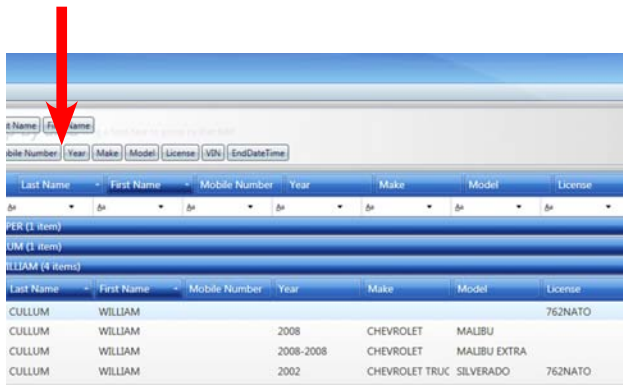 t Name First Name
bile Number Year Make Model License VIN EndDateTime
Last Name First Name Mobile Number Year Make Model License
PER (1 item)
UM (1 item)
ILLIAM (4 items)
Last Name First Name Mobile Number Year Make Model License
CULLUM WILLIAM 762NATO
CULLUM WILLIAM 2008 CHEVROLET MALIBU
CULLUM WILLIAM 2008-2008 CHEVROLET MALIBU EXTRA
CULLUM WILLIAM 2002 CHEVROLET TRUC SILVERADO 762NATO